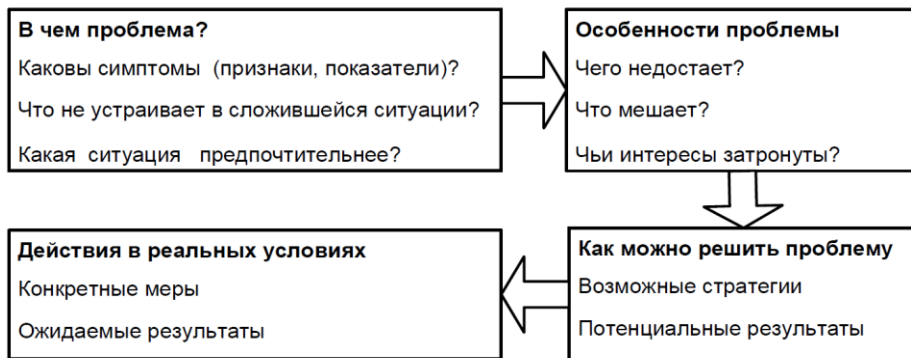 В чем проблема?
Каковы симптомы (признаки, показатели)?
Что не устраивает в сложившейся ситуации?
Какая ситуация предпочтительнее?
Особенности проблемы
Чего недостает?
Что мешает?
Чьи интересы затронуты?
Как можно решить проблему
Возможные стратегии
Потенциальные результаты
Действия в реальных условиях
Конкретные меры
Ожидаемые результаты